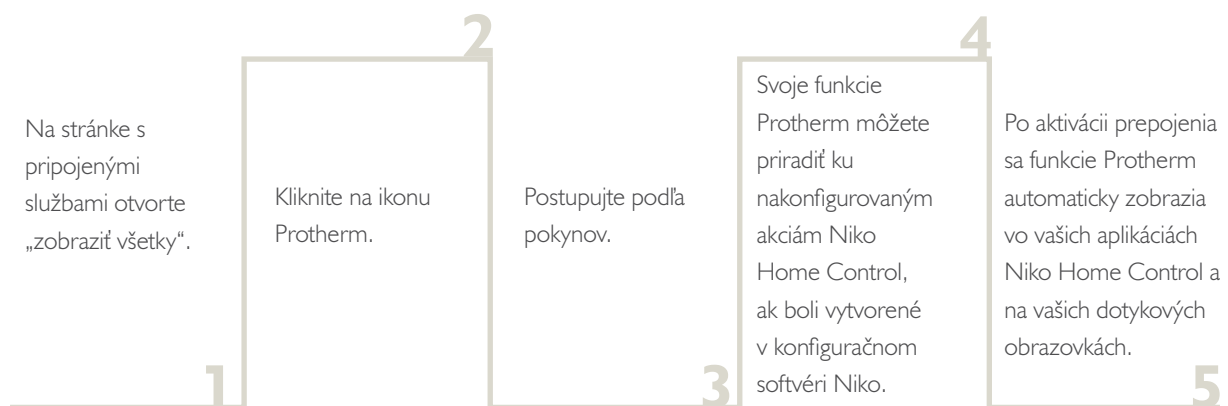 1
Na stránke s
pripojenými
službami otvorte
„zobraziť všetky“.
2
Kliknite na ikonu
Protherm.
3
Postupujte podľa
pokynov.
4
Svoje funkcie
Protherm môžete
priradiť ku
nakonfigurovaným
akciám Niko
Home Control,
ak boli vytvorené
v konfiguračnom
softvéri Niko.
5
Po aktivácii prepojenia
sa funkcie Protherm
automaticky zobrazia
vo vašich aplikáciách
Niko Home Control a
na vašich dotykových
obrazovkách.